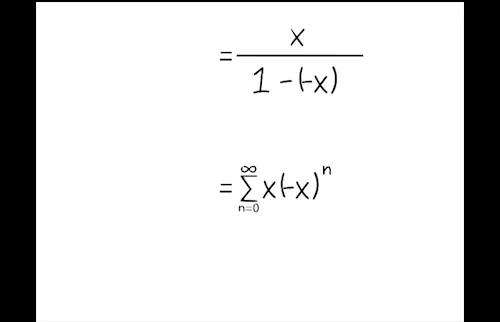 = x / 1 - (-x)
= ∞ Σ n=0 x(-x)^n